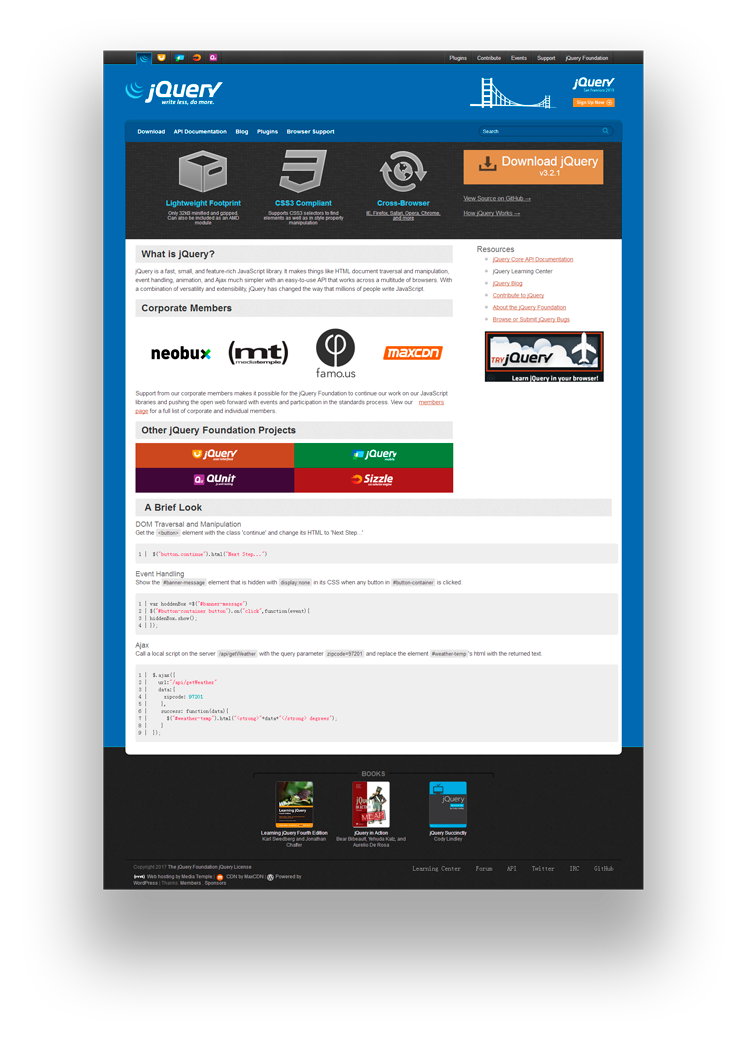 Plugins Contribute Events Support jQuery Foundation
jQuery
write less, do more.
jQuery
San Francisco 2013
Sign Up Now
Download API Documentation Blog Plugins Browser Support
Search
Lightweight Footprint
Only 32kB minified and gzipped.
Can also be included as an AMD
module
CSS3 Compliant
Supports CSS3 selectors to find
elements as well as in style property
manipulation
Cross-Browser
IE, Firefox, Safari, Opera, Chrome,
and more
Download jQuery
v3.2.1
View Source on GitHub →
How jQuery Works →
What is jQuery?
jQuery is a fast, small, and feature-rich JavaScript library. It makes things like HTML document traversal and manipulation,
event handling, animation, and Ajax much simpler with an easy-to-use API that works across a multitude of browsers. With
a combination of versatility and extensibility, jQuery has changed the way that millions of people write JavaScript.
Corporate Members
neobux
(mt)
mediatemple
famo.us
maxcdn
Support from our corporate members makes it possible for the jQuery Foundation to continue our work on our JavaScript
libraries and pushing the open web forward with events and participation in the standards process. View our members
page for a full list of corporate and individual members.
Other jQuery Foundation Projects
jQuery
user interface
jQuery
mobile
QUnit
js unit testing
Sizzle
css selector engine
Resources
jQuery Core API Documentation
jQuery Learning Center
jQuery Blog
Contribute to jQuery
About the jQuery Foundation
Browse or Submit jQuery Bugs
TRY jQuery
Learn jQuery in your browser!
A Brief Look
DOM Traversal and Manipulation
Get the <button> element with the class 'continue' and change its HTML to 'Next Step...'
1 | $("button.continue").html("Next Step...")
Event Handling
Show the #banner-message element that is hidden with display:none in its CSS when any button in #button-container is clicked.
1 | var hoddenBox =$("#banner-message")
2 | $("#button-container button").on("click",function(event){
3 | hiddenBox.show();
4 | });
Ajax
Call a local script on the server /api/getWeather with the query parameter zipcode=97201 and replace the element #weather-temp 's html with the returned text.
1 | $.ajax({
2 | url:"/api/getWeather"
3 | data:{
4 | zipcode: 97201
5 | },
6 | success: function(data){
7 | $("#weather-temp").html("<strong>"+data+"</strong> degrees");
8 | }
9 | });
BOOKS
Learning jQuery Fourth Edition
Karl Swedberg and Jonathan
Chaffer
jQuery in Action
Bear Bibeault, Yehuda Katz, and
Aurelio De Rosa
jQuery Succinctly
Cody Lindley
Copyright 2017 The jQuery Foundation jQuery License
(mt) Web hosting by Media Temple | CDN by MaxCDN | Powered by
WordPress | Thanks: Members , Sponsors
Learning Center Forum API Twitter IRC GitHub